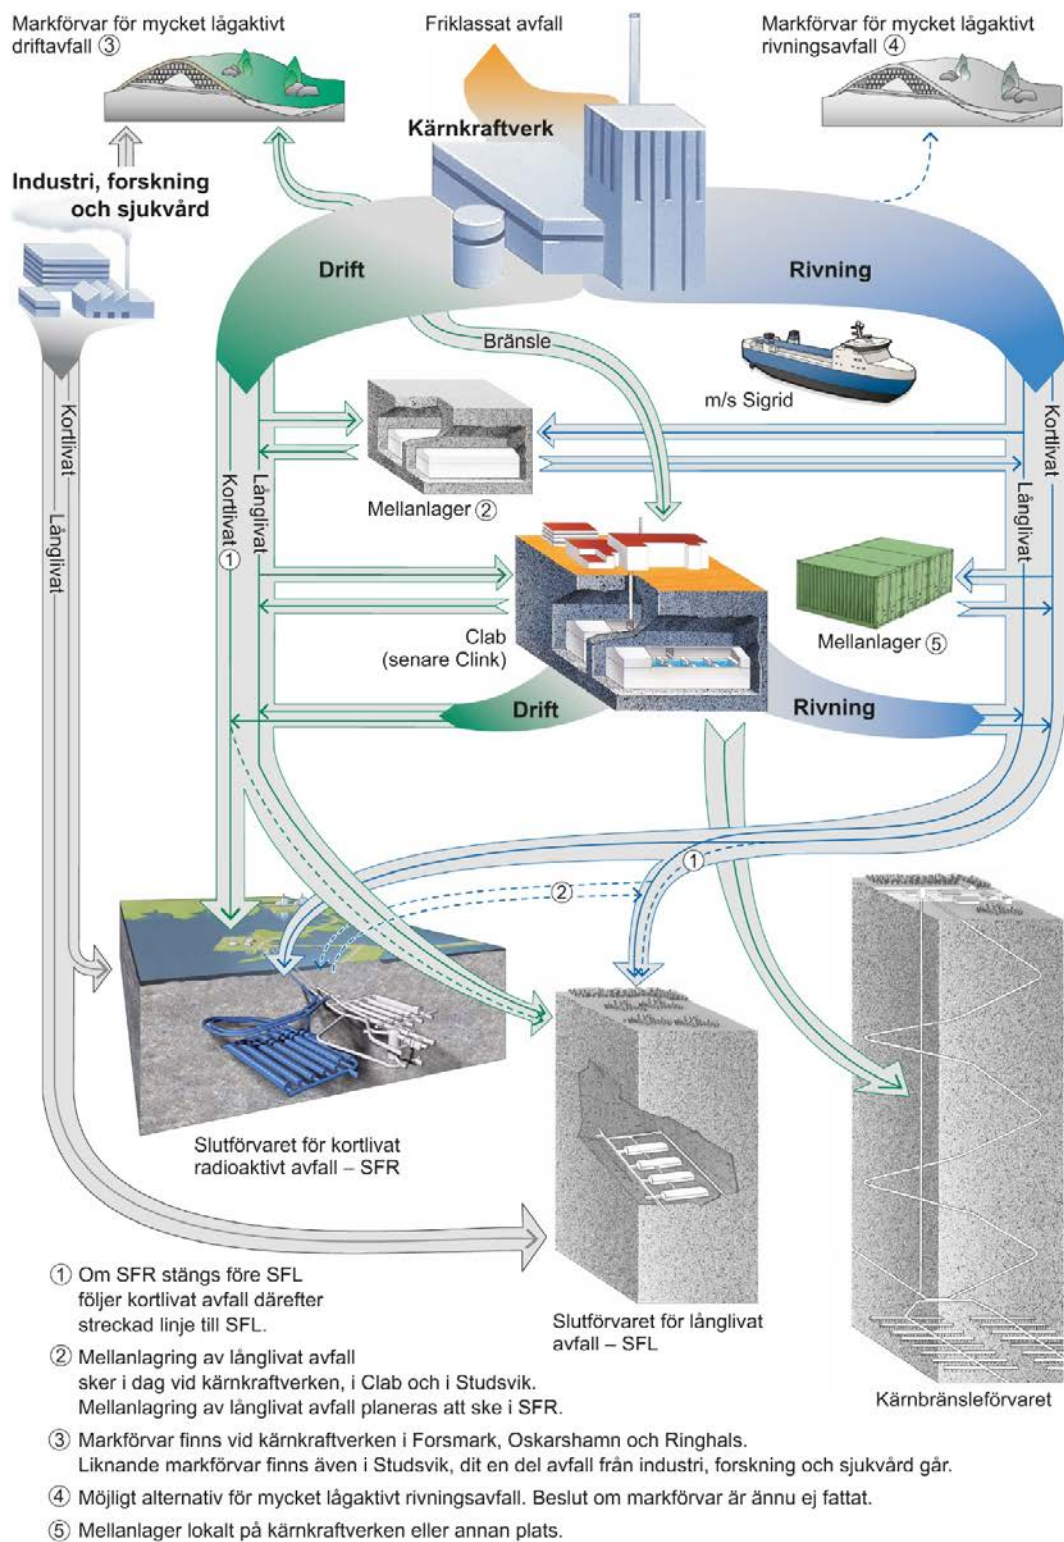 Markförvar för mycket lågaktivt
driftavfall ③
Friklassat avfall
Markförvar för mycket lågaktivt
rivningsavfall ④
Kärnkraftverk
Industri, forskning
och sjukvård
Drift
Rivning
Bränsle
m/s Sigrid
Kortlivat
Långlivat
Kortlivat ①
Långlivat
Långlivat
Kortlivat
Mellanlager ②
Mellanlager ⑤
Clab
(senare Clink)
Drift
Rivning
①
②
Slutförvaret för kortlivat
radioaktivt avfall – SFR
Slutförvaret för långlivat
avfall – SFL
Kärnbränsleförvaret
① Om SFR stängs före SFL
följer kortlivat avfall därefter
streckad linje till SFL.
② Mellanlagring av långlivat avfall
sker i dag vid kärnkraftverken, i Clab och i Studsvik.
Mellanlagring av långlivat avfall planeras att ske i SFR.
③ Markförvar finns vid kärnkraftverken i Forsmark, Oskarshamn och Ringhals.
Liknande markförvar finns även i Studsvik, dit en del avfall från industri, forskning och sjukvård går.
④ Möjligt alternativ för mycket lågaktivt rivningsavfall. Beslut om markförvar är ännu ej fattat.
⑤ Mellanlager lokalt på kärnkraftverken eller annan plats.